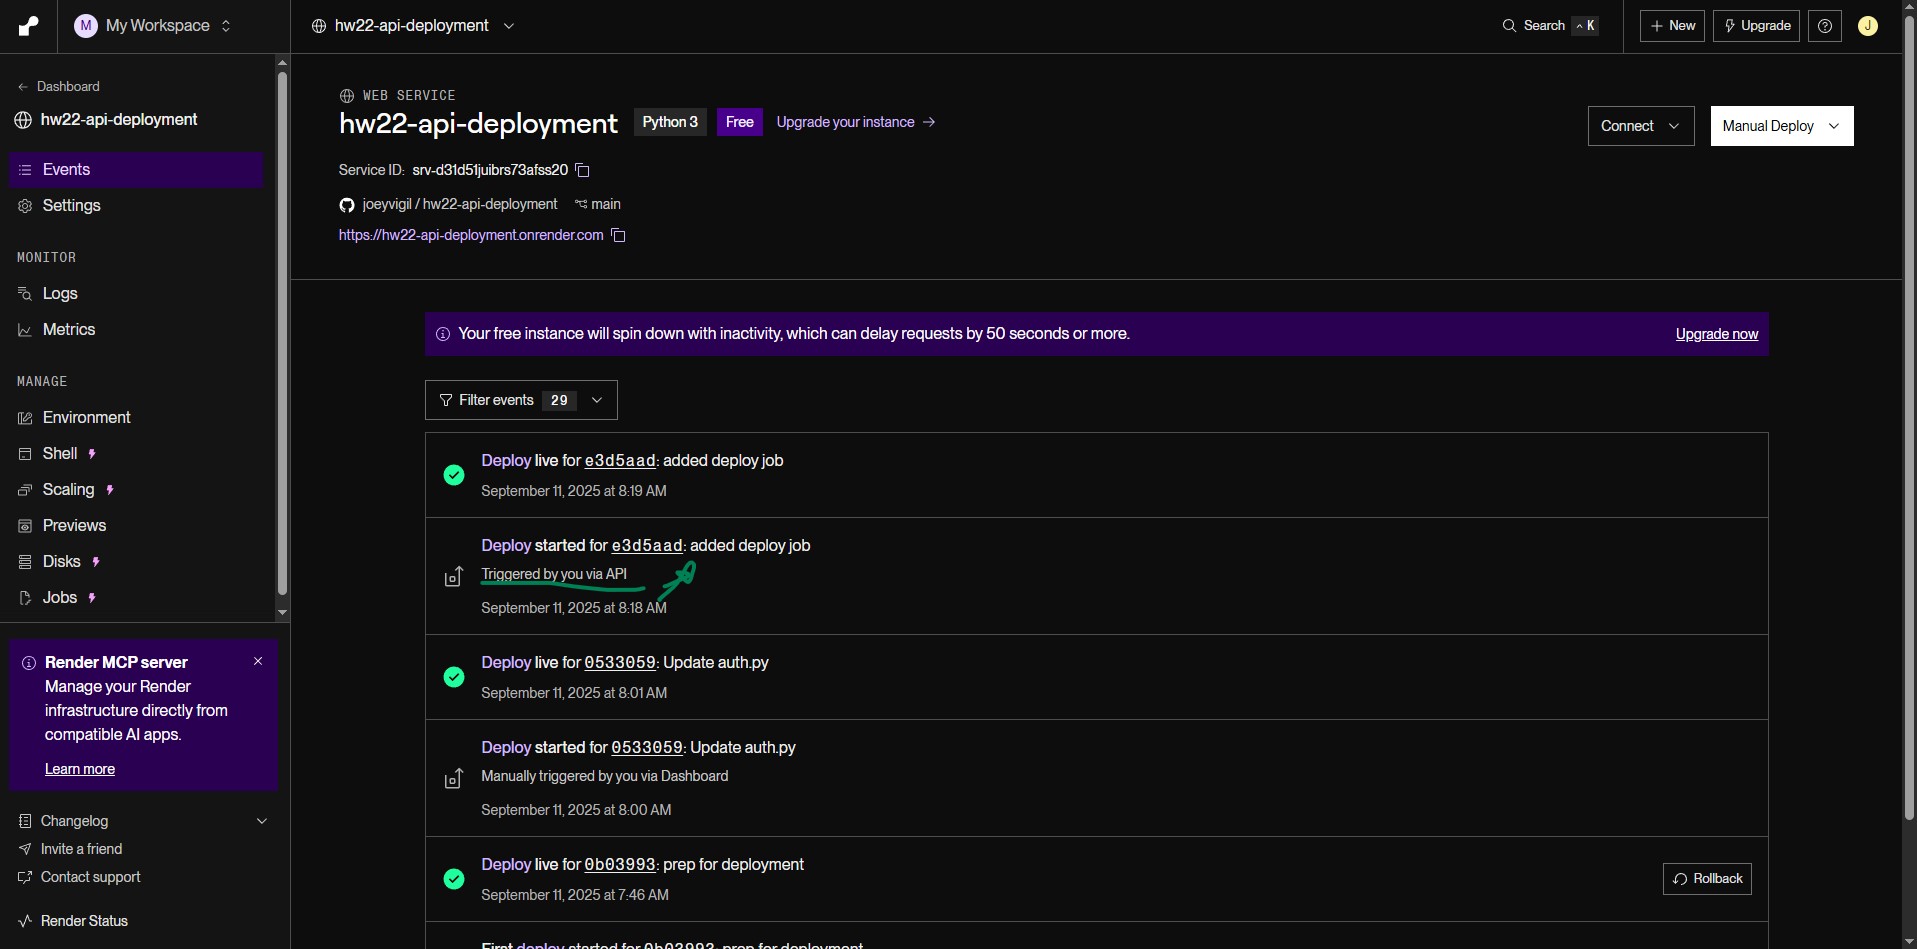 M My Workspace
hw22-api-deployment
Search ^ K
+ New
Upgrade
J
Dashboard
hw22-api-deployment
Events
Settings
MONITOR
Logs
Metrics
MANAGE
Environment
Shell
Scaling
Previews
Disks
Jobs
Render MCP server
Manage your Render
infrastructure directly from
compatible AI apps.
Learn more
Changelog
Invite a friend
Contact support
Render Status
WEB SERVICE
hw22-api-deployment Python 3 Free Upgrade your instance →
Connect
Manual Deploy
Service ID: srv-d31d51juibrs73afss20
joeyvigil / hw22-api-deployment main
https://hw22-api-deployment.onrender.com
Your free instance will spin down with inactivity, which can delay requests by 50 seconds or more.
Upgrade now
Filter events 29
Deploy live for e3d5aad: added deploy job
September 11, 2025 at 8:19 AM
Deploy started for e3d5aad: added deploy job
Triggered by you via API
September 11, 2025 at 8:18 AM
Deploy live for 0533059: Update auth.py
September 11, 2025 at 8:01 AM
Deploy started for 0533059: Update auth.py
Manually triggered by you via Dashboard
September 11, 2025 at 8:00 AM
Deploy live for 0b03993: prep for deployment
September 11, 2025 at 7:46 AM
Rollback
First deploy started for 0b03993: prep for deployment